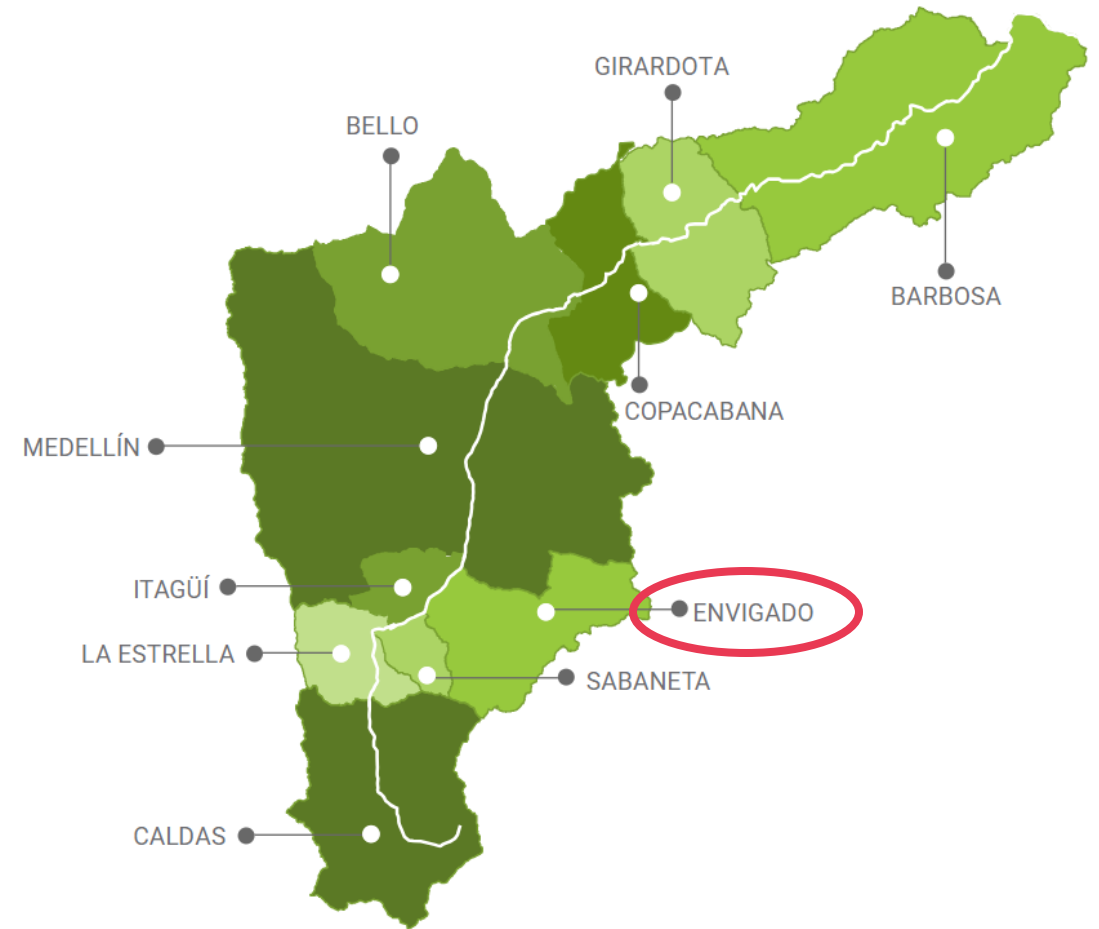 GIRARDOTA
BELLO
BARBOSA
COPACABANA
MEDELLÍN
ITAGÜÍ
ENVIGADO
LA ESTRELLA
SABANETA
CALDAS